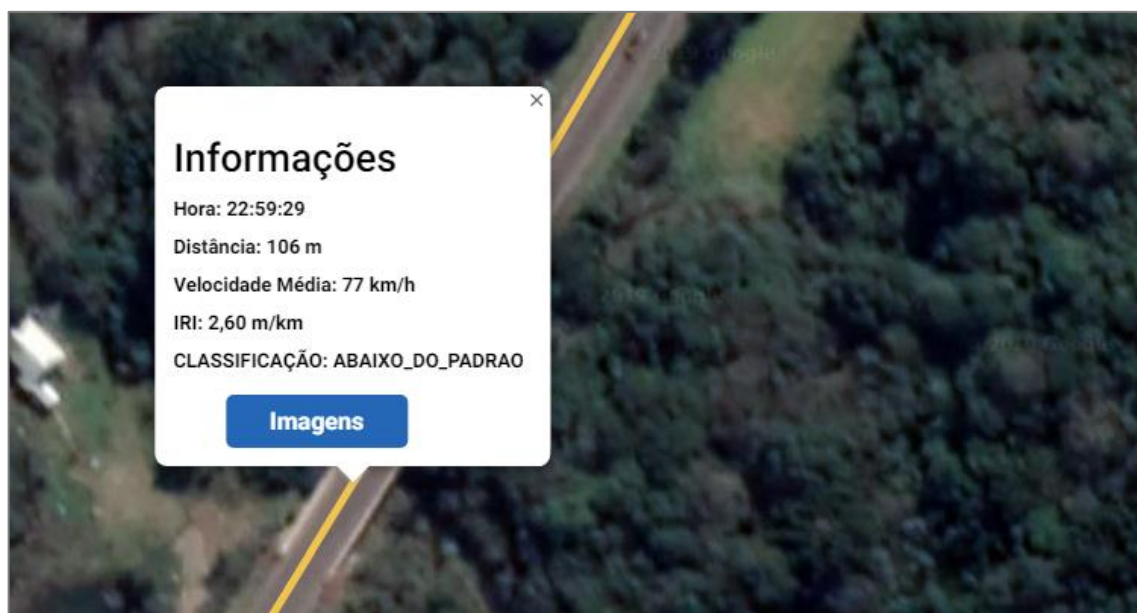 ×
Informações
Hora: 22:59:29
Distância: 106 m
Velocidade Média: 77 km/h
IRI: 2,60 m/km
CLASSIFICAÇÃO: ABAIXO_DO_PADRAO
Imagens